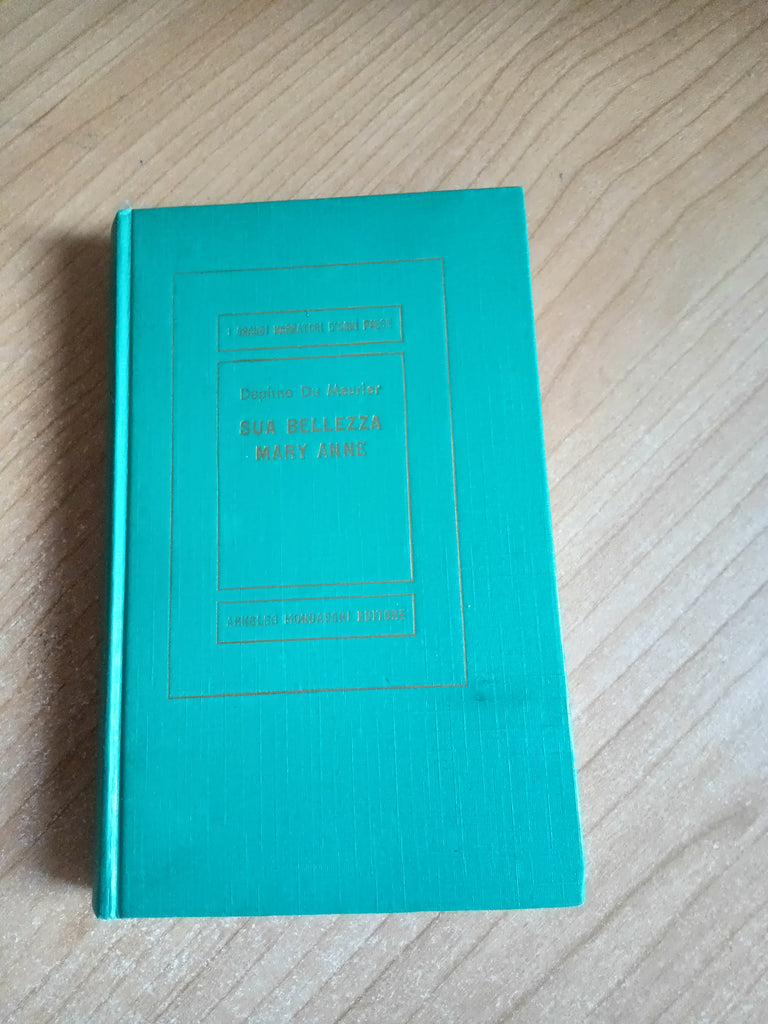 I GRANDI NARRATORI D'OGNI PAESE
Daphne Du Maurier
SUA BELLEZZA
MARY ANNE
ARNOLDO MONDADORI EDITORE